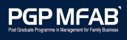 PGP MFAB
Post Graduate Programme in Management for Family Business